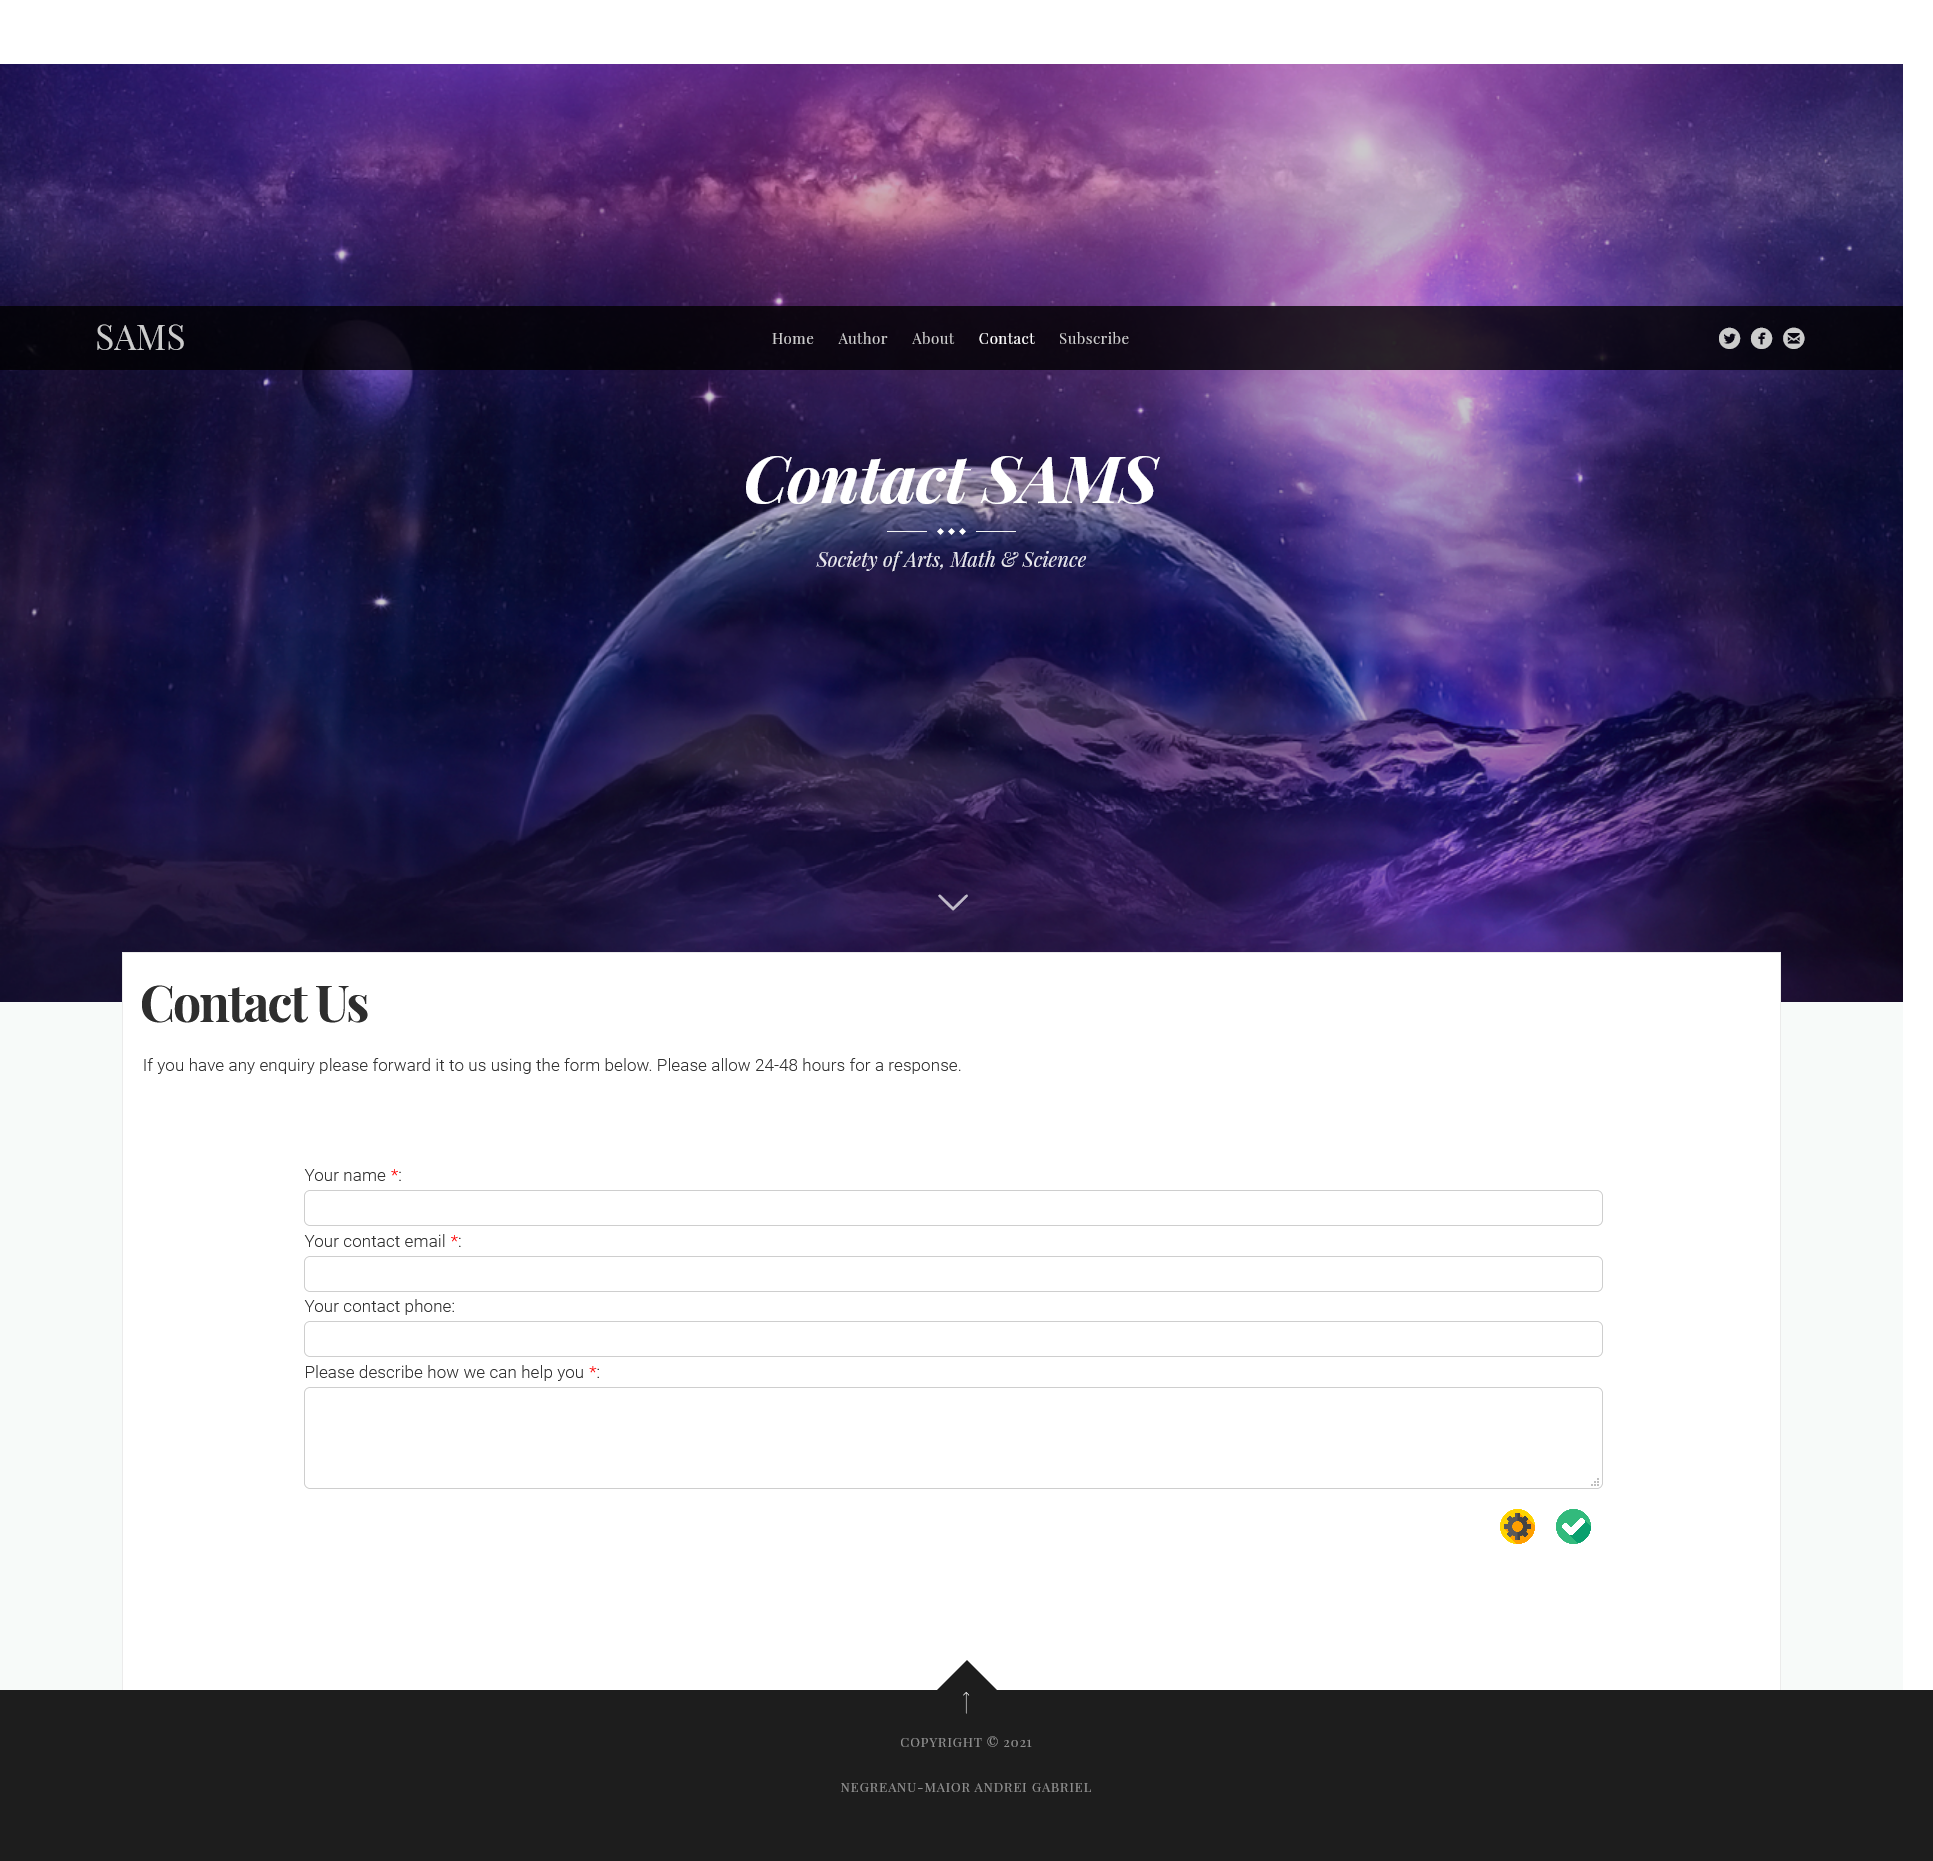 SAMS
Home Author About Contact Subscribe
Contact SAMS
Society of Arts, Math & Science
Contact Us
If you have any enquiry please forward it to us using the form below. Please allow 24-48 hours for a response.
Your name *:
Your contact email *:
Your contact phone:
Please describe how we can help you *:
COPYRIGHT © 2021
NEGREANU-MAIOR ANDREI GABRIEL